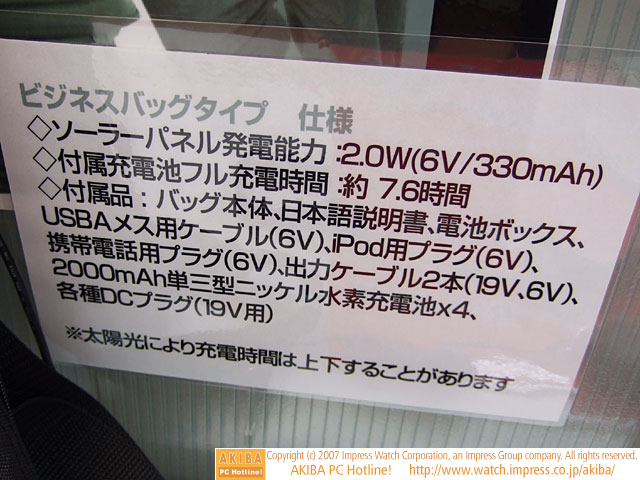 ビジネスバッグタイプ 仕様
◇ソーラーパネル発電能力:2.0W(6V/330mAh)
◇付属充電池フル充電時間:約 7.6時間
◇付属品:バッグ本体、日本語説明書、電池ボックス、
USBAメス用ケーブル(6V)、iPod用プラグ(6V)、
携帯電話用プラグ(6V)、出力ケーブル2本(19V、6V)、
2000mAh単三型ニッケル水素充電池x4、
各種DCプラグ(19V用)
※太陽光により充電時間は上下することがあります
AKIBA
PC Hotline!
Copyright (c) 2007 Impress Watch Corporation, an Impress Group company. All rights reserved.
AKIBA PC Hotline! http://www.watch.impress.co.jp/akiba/